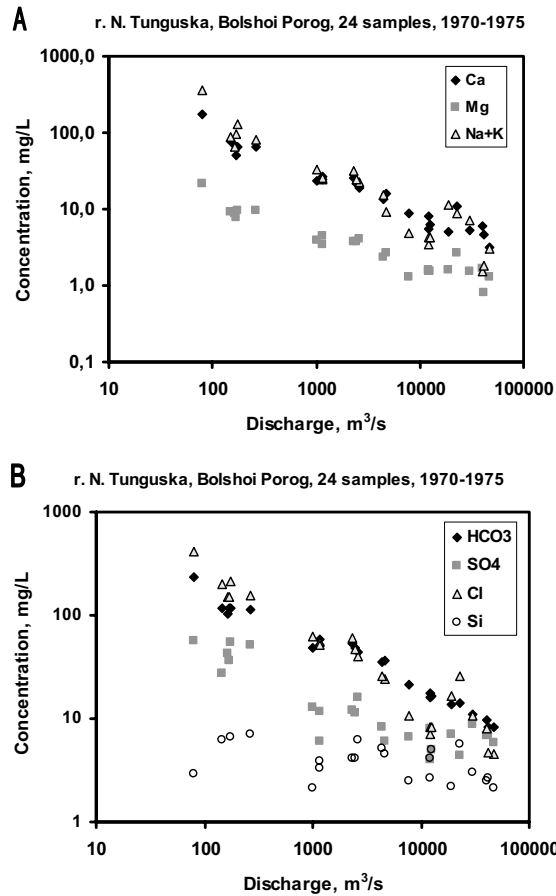 A
r. N. Tunguska, Bolshoi Porog, 24 samples, 1970-1975
Concentration, mg/L
1000,0
100,0
10,0
1,0
0,1
Ca
Mg
Na+K
10 100 1000 10000 100000
Discharge, m³/s
B
r. N. Tunguska, Bolshoi Porog, 24 samples, 1970-1975
Concentration, mg/L
1000
100
10
1
HCO3
SO4
Cl
Si
10 100 1000 10000 100000
Discharge, m³/s